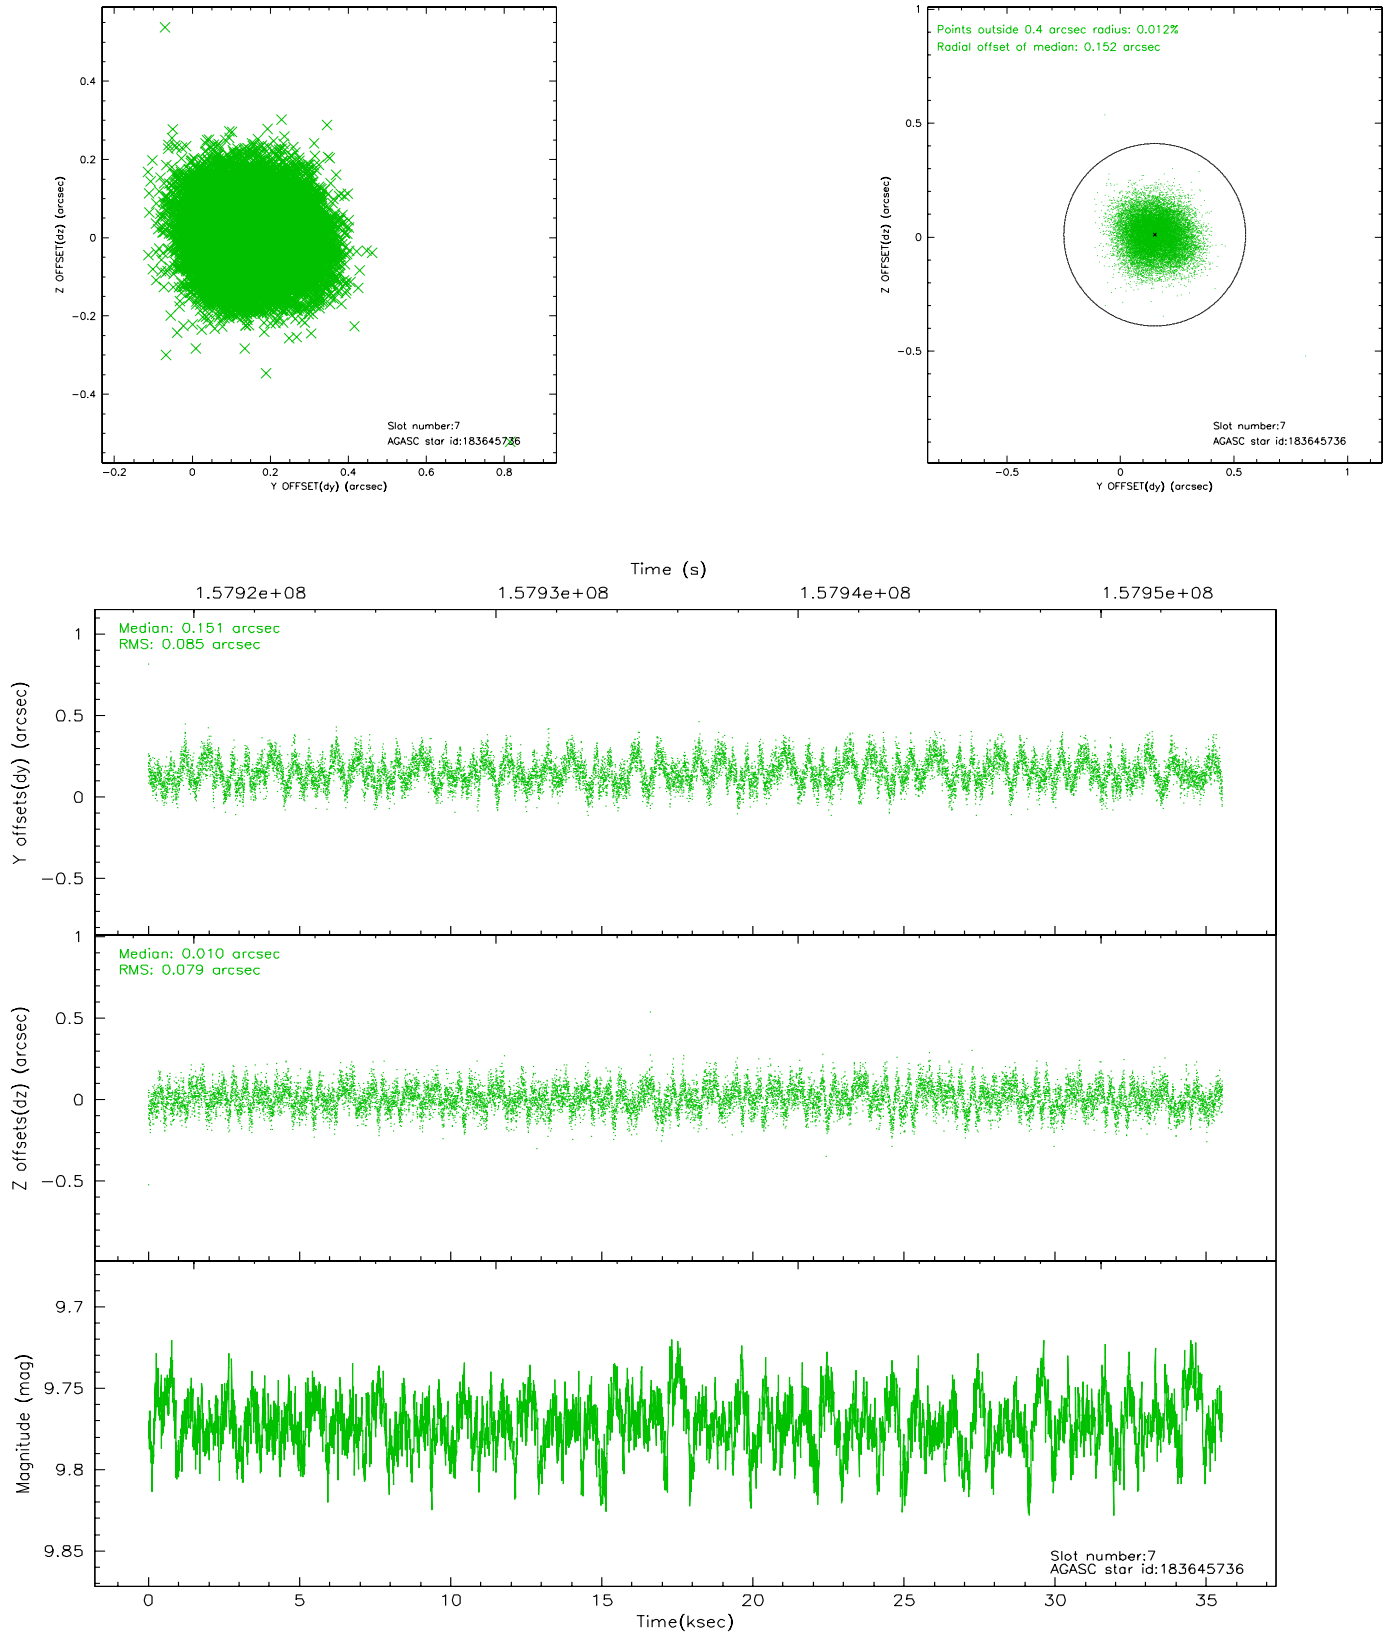 0.4
0.2
0
−0.2
−0.4
Z OFFSET(dz) (arcsec)
Slot number:7
AGASC star id:183645736
−0.2
0
0.2
0.4
0.6
0.8
Y OFFSET(dy) (arcsec)
Points outside 0.4 arcsec radius: 0.012%
Radial offset of median: 0.152 arcsec
1
0.5
0
−0.5
Z OFFSET(dz) (arcsec)
Slot number:7
AGASC star id:183645736
−0.5
0
0.5
1
Y OFFSET(dy) (arcsec)
Time (s)
1.5792e+08
1.5793e+08
1.5794e+08
1.5795e+08
Median: 0.151 arcsec
RMS: 0.085 arcsec
1
0.5
0
−0.5
Y offsets(dy) (arcsec)
Median: 0.010 arcsec
RMS: 0.079 arcsec
1
0.5
0
−0.5
Z offsets(dz) (arcsec)
9.7
9.75
9.8
9.85
Magnitude (mag)
Slot number:7
AGASC star id:183645736
0
5
10
15
20
25
30
35
Time(ksec)